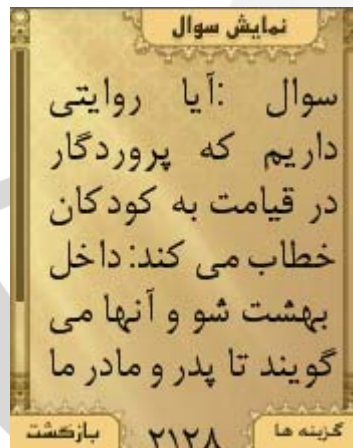 نمایش سوال
سوال :آیا روایتی
داریم که پروردگار
در قیامت به کودکان
خطاب می کند: داخل
بهشت شو و آنها می
گویند تا پدر و مادر ما
گزینه ها ۲۱۲۸ بازگشت